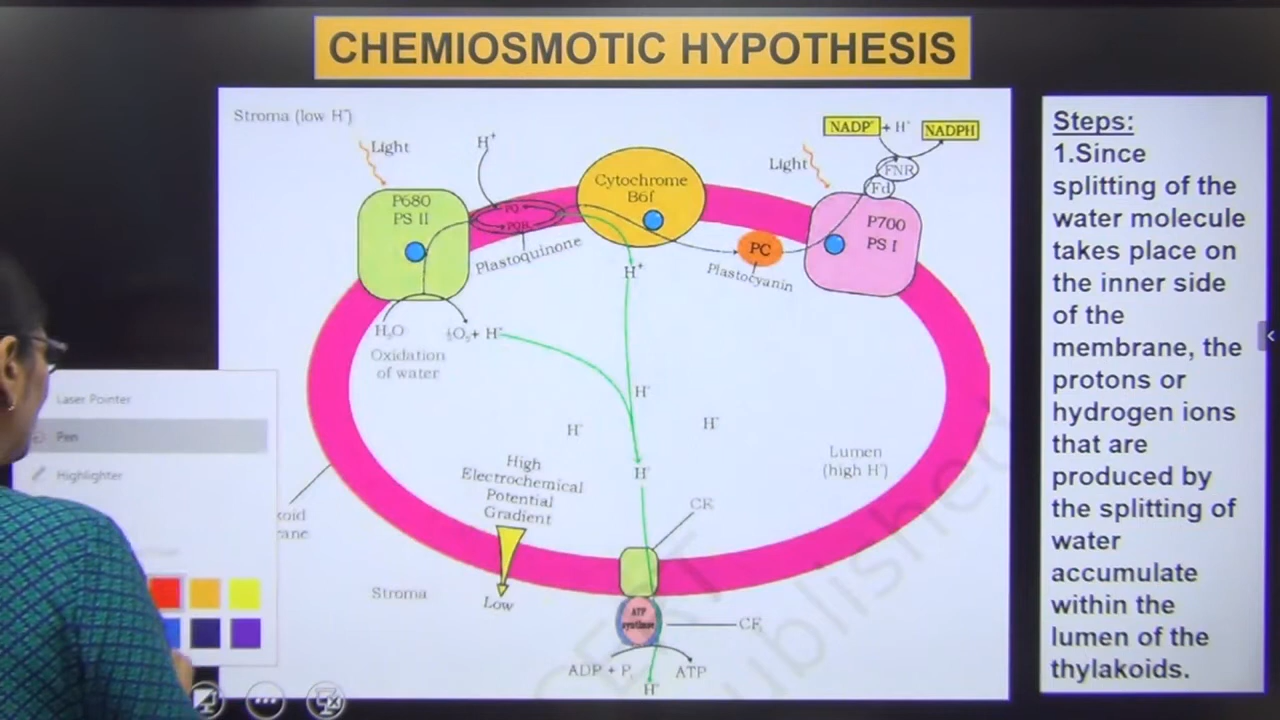 CHEMIOSMOTIC HYPOTHESIS
Stroma (low H⁺)
Light
H⁺
P680
PS II
PQ
Plastoquinone
Cytochrome
B6f
Light
NADP⁺ + H⁺
NADPH
FNR
Fd
P700
PS I
PC
Plastocyanin
H⁺
H₂O
½O₂ + H⁺
Oxidation
of water
H⁺
H⁺
H⁺
H⁺
Lumen
(high H⁺)
High
Electrochemical
Potential
Gradient
Low
Stroma
ATP
synthase
ADP + Pᵢ
ATP
H⁺
Laser Pointer
Pen
Highlighter
Steps:
1.Since
splitting of the
water molecule
takes place on
the inner side
of the
membrane, the
protons or
hydrogen ions
that are
produced by
the splitting of
water
accumulate
within the
lumen of the
thylakoids.